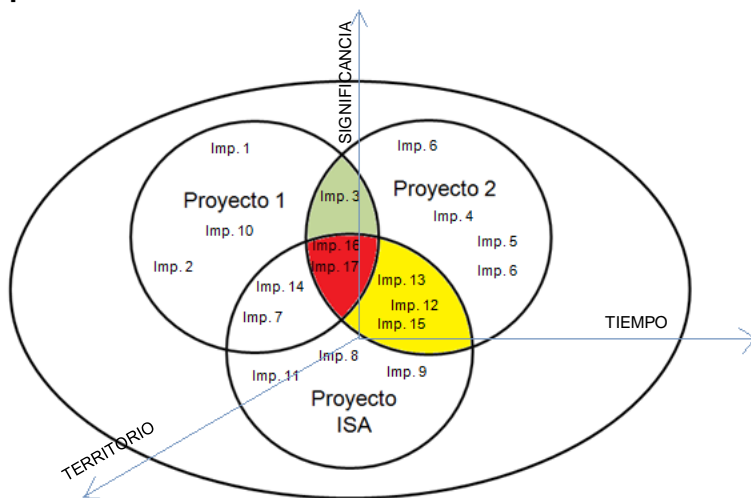 SIGNIFICANCIA
Imp. 1
Imp. 6
Proyecto 1
Imp. 3
Proyecto 2
Imp. 10
Imp. 4
Imp. 16
Imp. 5
Imp. 2
Imp. 17
Imp. 6
Imp. 14
Imp. 13
Imp. 7
Imp. 12
Imp. 15
TIEMPO
Imp. 8
Imp. 11
Imp. 9
Proyecto
ISA
TERRITORIO